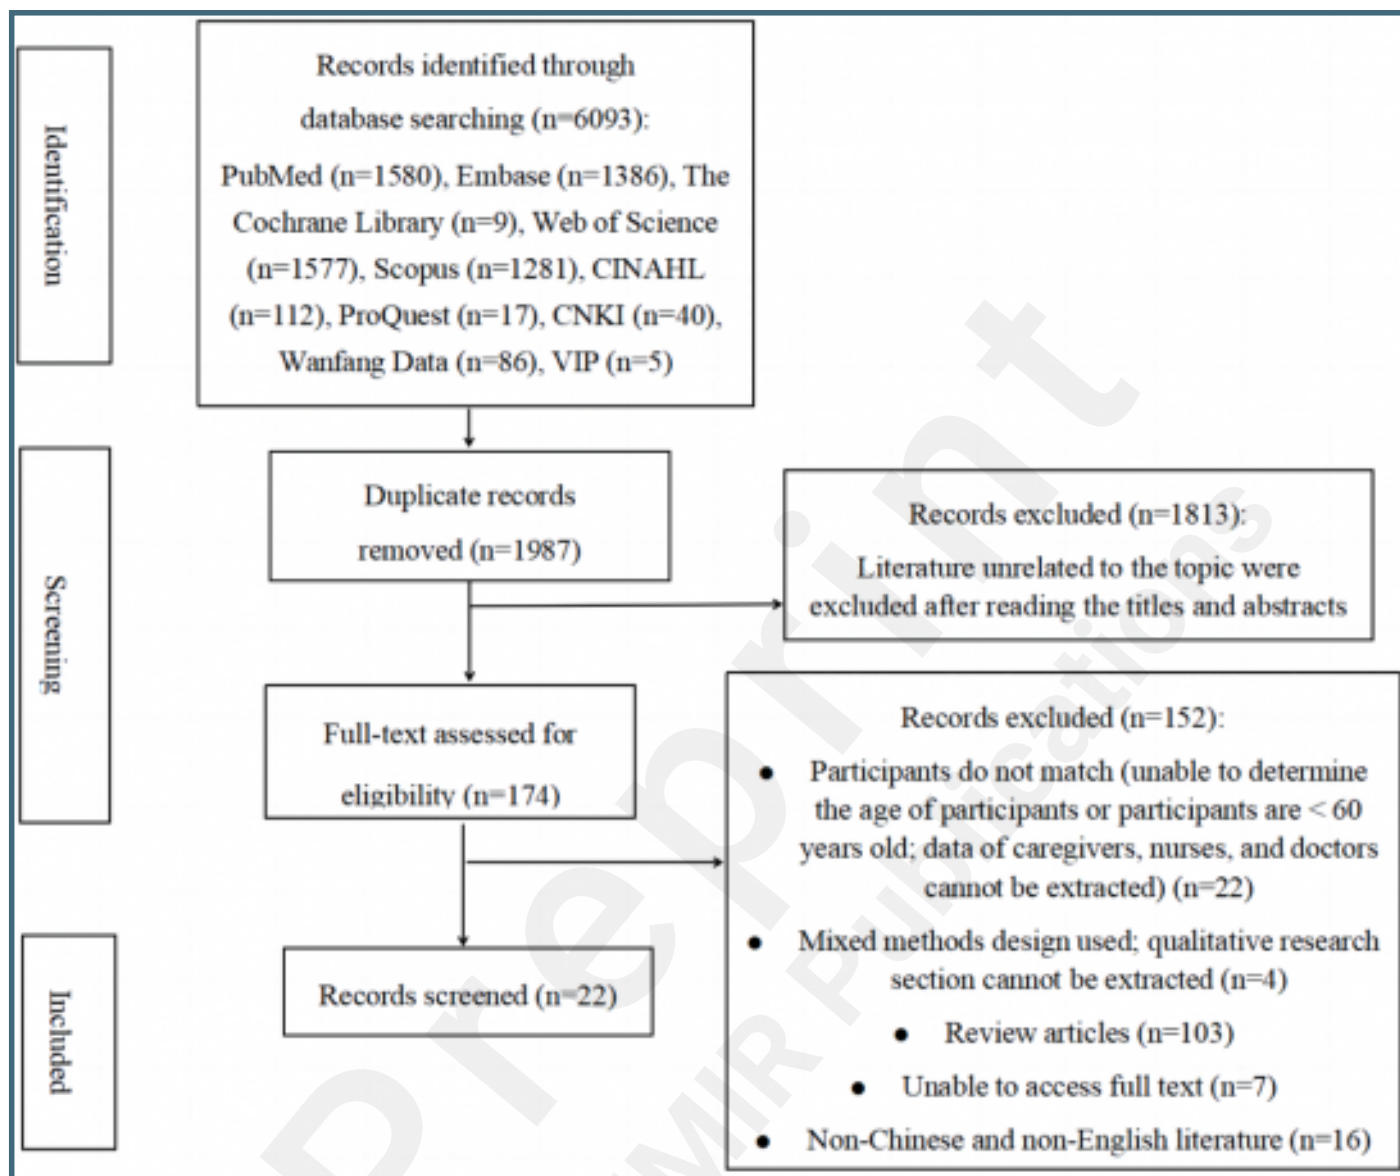 Identification
Records identified through
database searching (n=6093):
PubMed (n=1580), Embase (n=1386), The
Cochrane Library (n=9), Web of Science
(n=1577), Scopus (n=1281), CINAHL
(n=112), ProQuest (n=17), CNKI (n=40),
Wanfang Data (n=86), VIP (n=5)
Screening
Duplicate records
removed (n=1987)
Records excluded (n=1813):
Literature unrelated to the topic were
excluded after reading the titles and abstracts
Full-text assessed for
eligibility (n=174)
Records excluded (n=152):
● Participants do not match (unable to determine
the age of participants or participants are < 60
years old; data of caregivers, nurses, and doctors
cannot be extracted) (n=22)
● Mixed methods design used; qualitative research
section cannot be extracted (n=4)
● Review articles (n=103)
● Unable to access full text (n=7)
● Non-Chinese and non-English literature (n=16)
Included
Records screened (n=22)
Preprint
MIR Publications